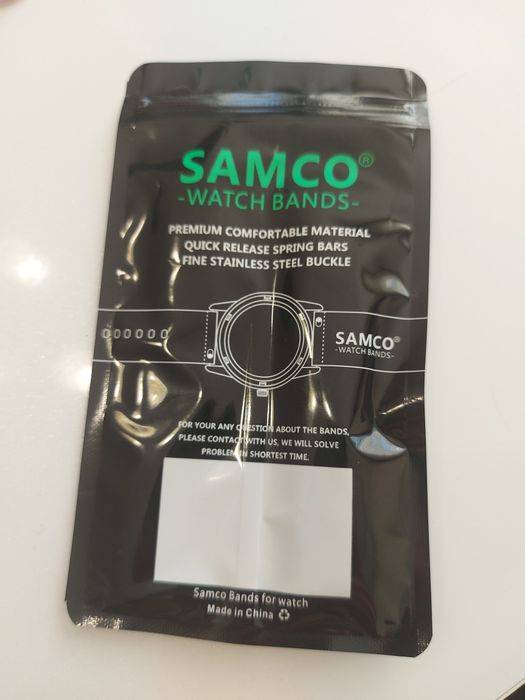 SAMCO®
-WATCH BANDS-
PREMIUM COMFORTABLE MATERIAL
QUICK RELEASE SPRING BARS
FINE STAINLESS STEEL BUCKLE
SAMCO®
-WATCH BANDS-
FOR YOUR ANY QUESTION ABOUT THE BANDS,
PLEASE CONTACT WITH US, WE WILL SOLVE
PROBLEM IN SHORTEST TIME.
Samco Bands for watch
Made in China